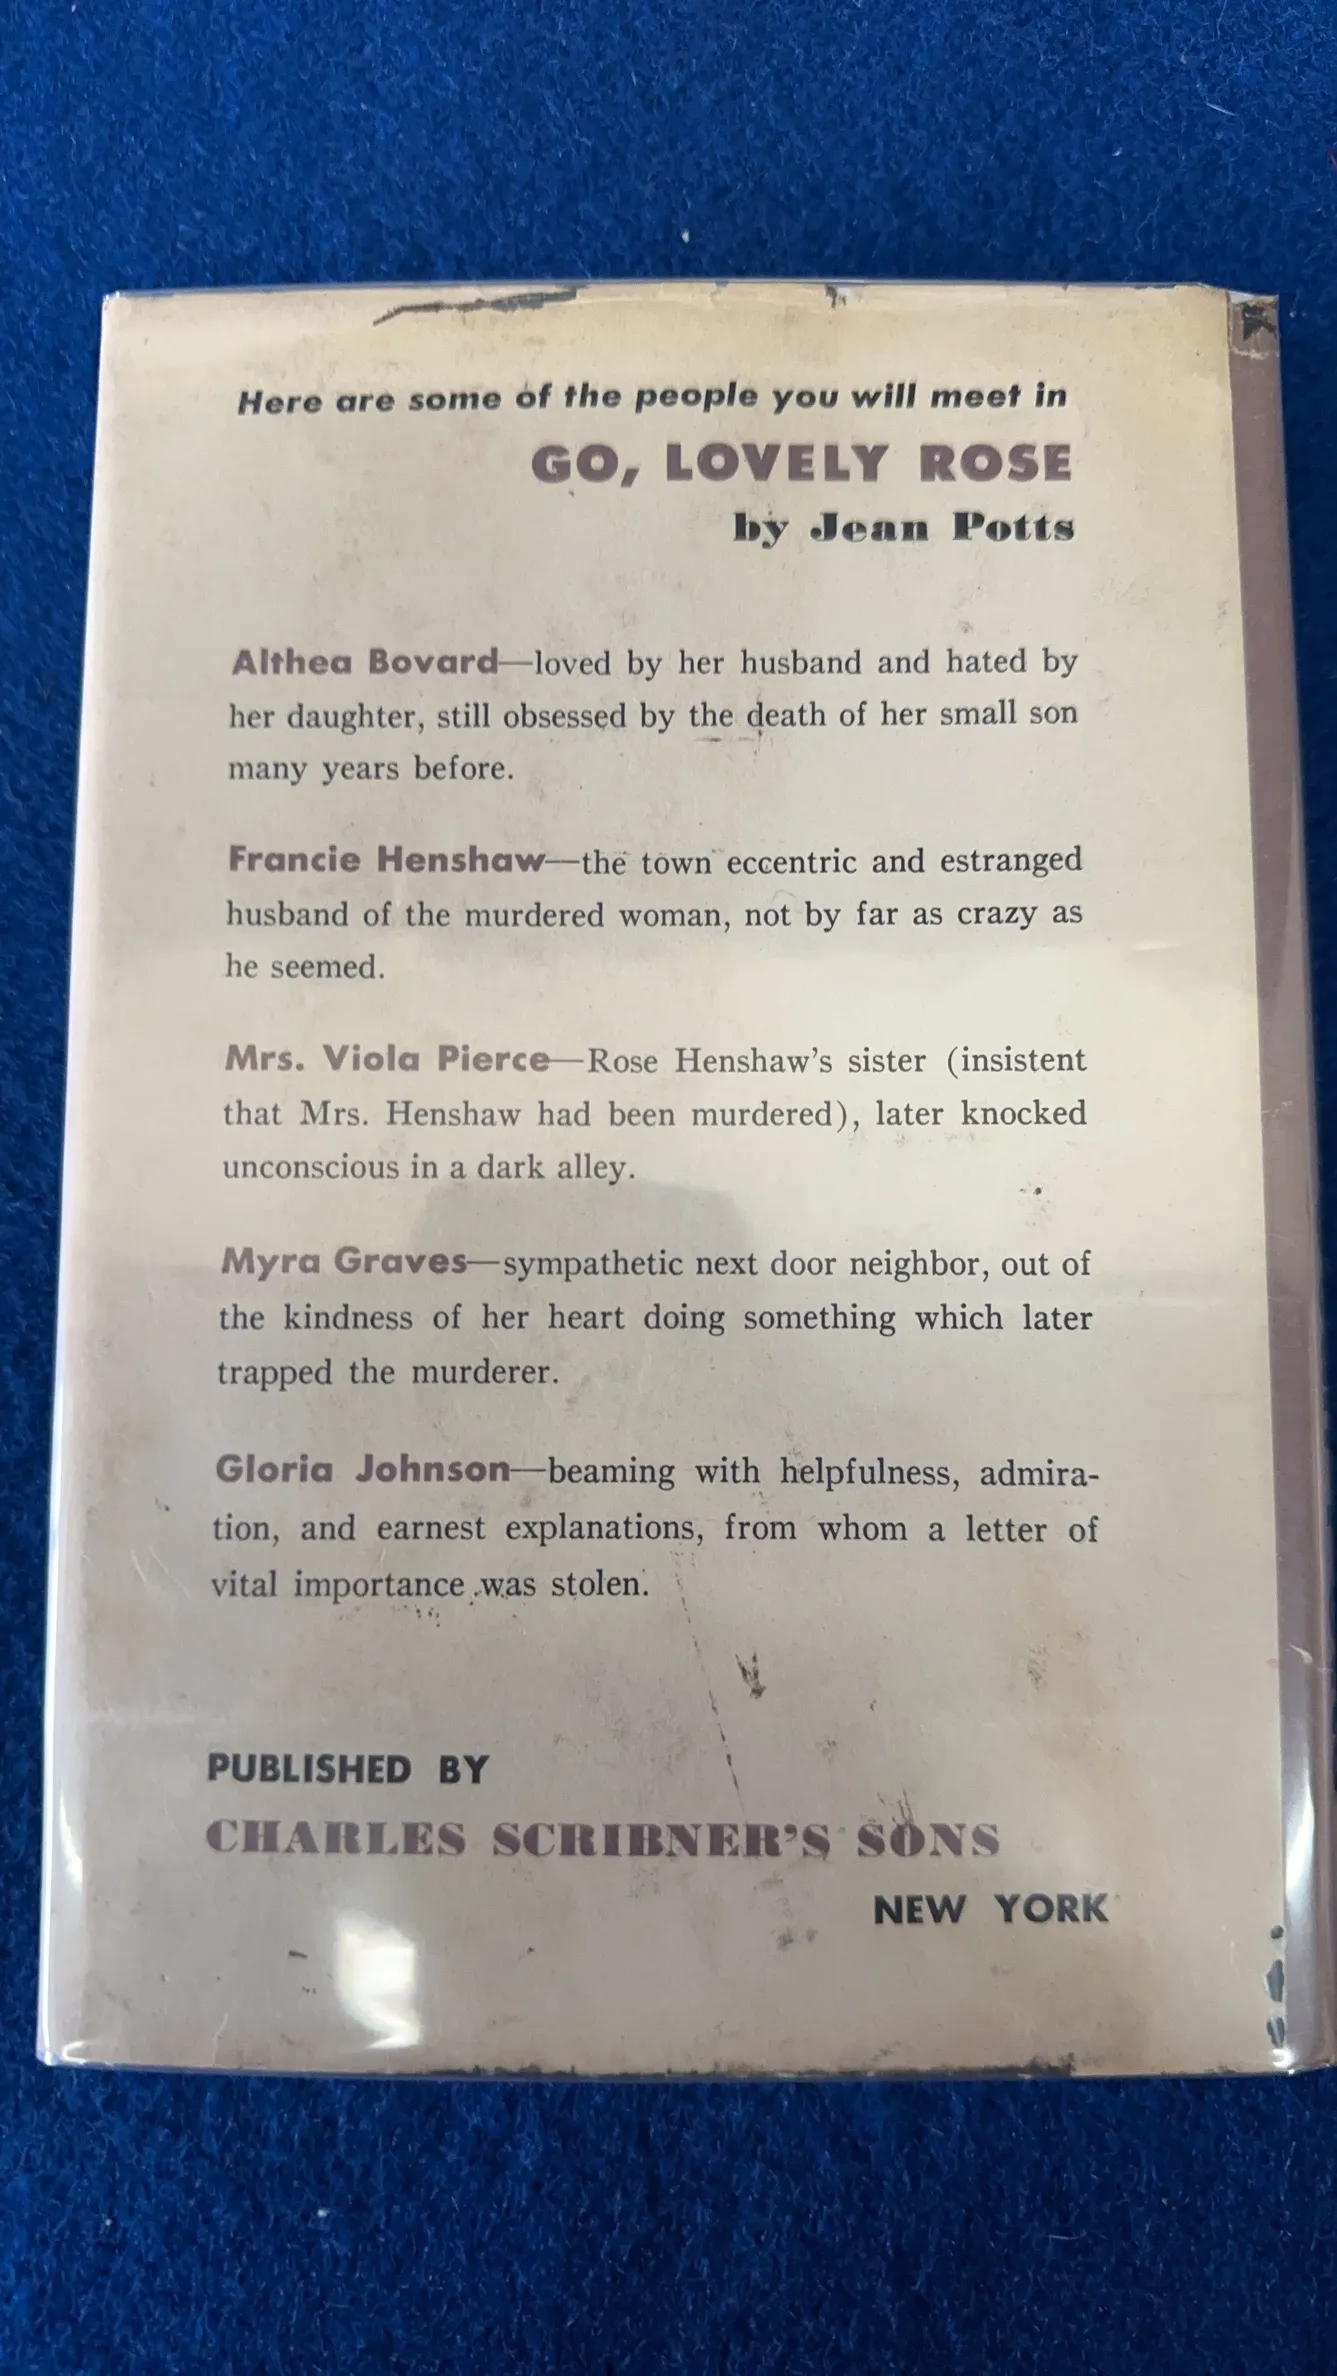 Here are some of the people you will meet in
GO, LOVELY ROSE
by Jean Potts
Althea Bovard—loved by her husband and hated by
her daughter, still obsessed by the death of her small son
many years before.
Francie Henshaw—the town eccentric and estranged
husband of the murdered woman, not by far as crazy as
he seemed.
Mrs. Viola Pierce—Rose Henshaw's sister (insistent
that Mrs. Henshaw had been murdered), later knocked
unconscious in a dark alley.
Myra Graves—sympathetic next door neighbor, out of
the kindness of her heart doing something which later
trapped the murderer.
Gloria Johnson—beaming with helpfulness, admira-
tion, and earnest explanations, from whom a letter of
vital importance was stolen.
PUBLISHED BY
CHARLES SCRIBNER'S SONS
NEW YORK